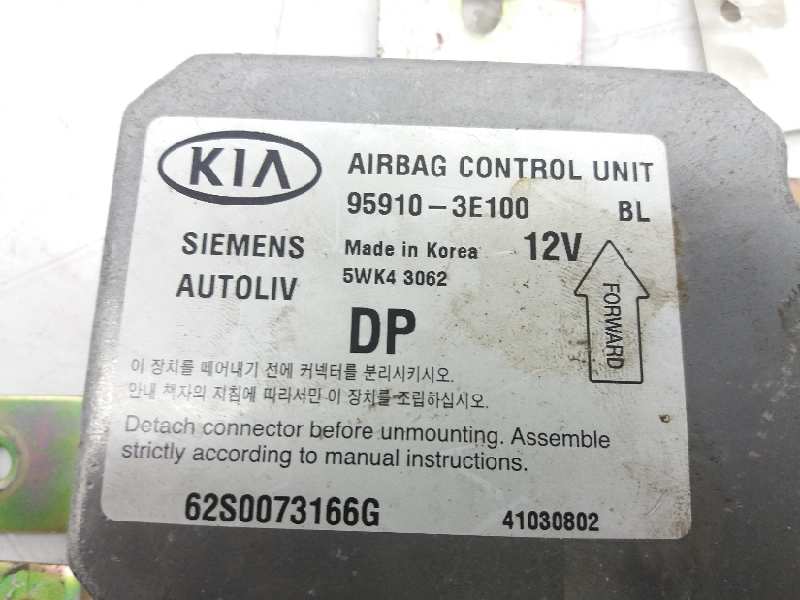 KIA AIRBAG CONTROL UNIT
95910-3E100 BL
SIEMENS Made in Korea 12V
AUTOLIV 5WK4 3062
FORWARD
DP
이 장치를 떼어내기 전에 커넥터를 분리시키시오.
안내 책자의 지침에 따라서만 이 장치를 조립하십시오.
Detach connector before unmounting. Assemble
strictly according to manual instructions.
62S0073166G 41030802